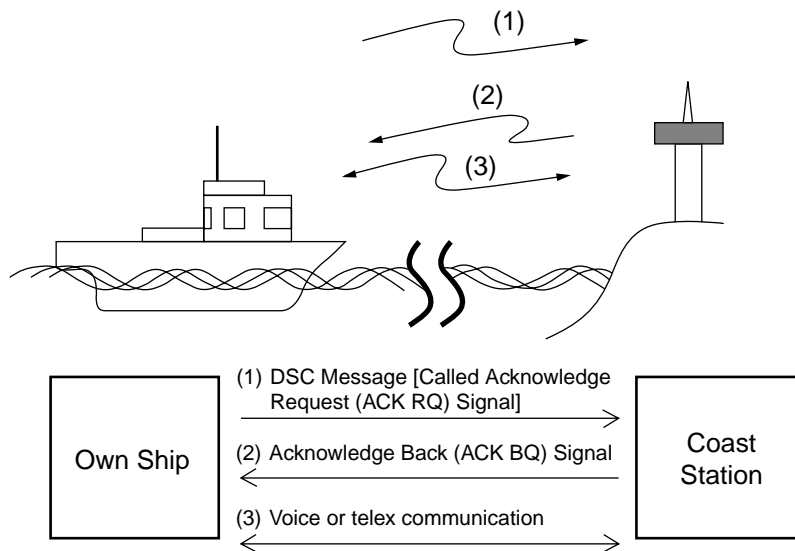 (1)
(2)
(3)
(1) DSC Message [Called Acknowledge
Request (ACK RQ) Signal]
Own Ship
(2) Acknowledge Back (ACK BQ) Signal
Coast
Station
(3) Voice or telex communication